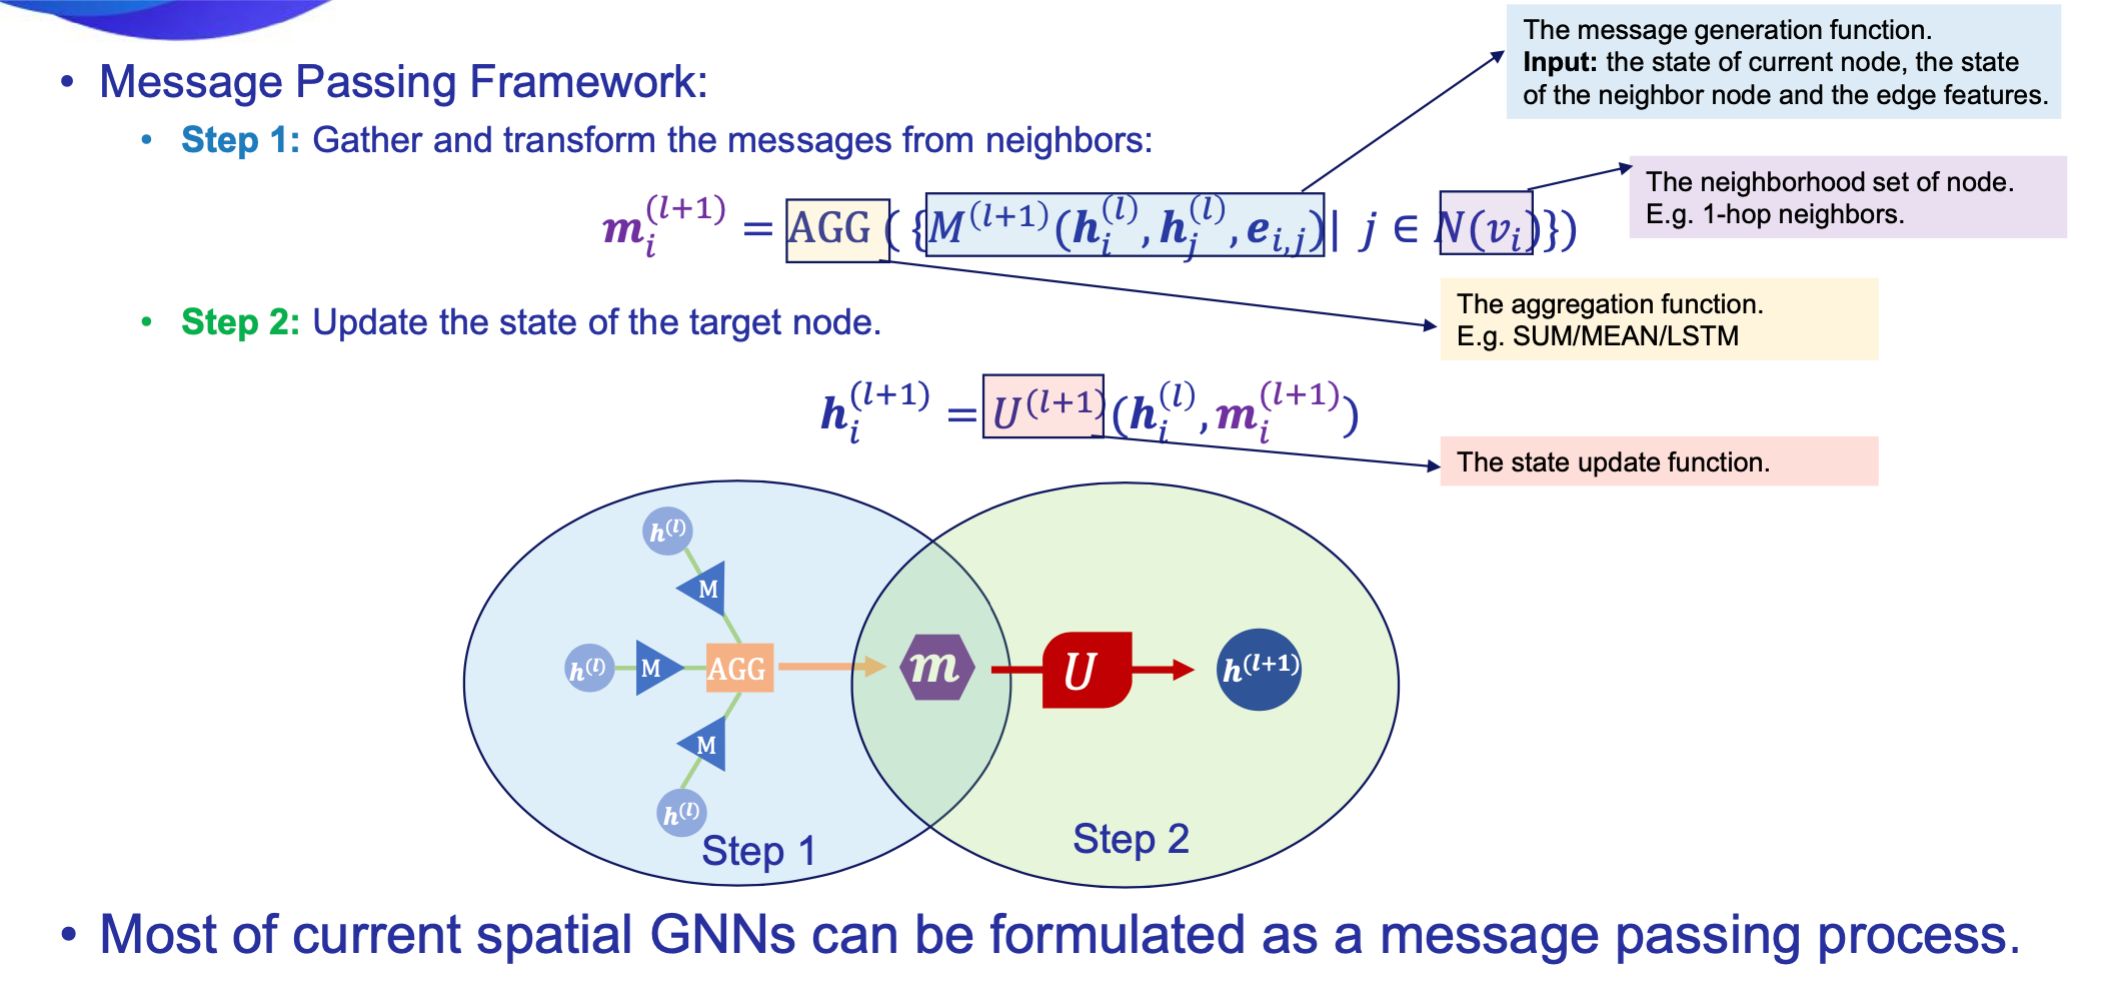 The message generation function.
Input: the state of current node, the state
of the neighbor node and the edge features.
• Message Passing Framework:
• Step 1: Gather and transform the messages from neighbors:
The neighborhood set of node.
E.g. 1-hop neighbors.
m_i^{(l+1)} = AGG ( {M^{(l+1)}(h_i^{(l)}, h_j^{(l)}, e_{i,j})| j ∈ N(v_i)})
The aggregation function.
E.g. SUM/MEAN/LSTM
• Step 2: Update the state of the target node.
h_i^{(l+1)} = U^{(l+1)}(h_i^{(l)}, m_i^{(l+1)})
The state update function.
h^{(l)}
M
h^{(l)} M AGG m U h^{(l+1)}
M
h^{(l)}
Step 1
Step 2
• Most of current spatial GNNs can be formulated as a message passing process.